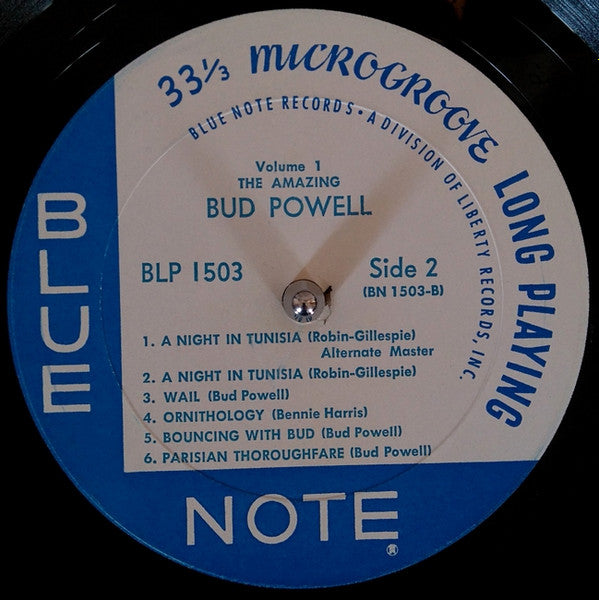 33⅓ MICROGROOVE LONG PLAYING
BLUE NOTE RECORDS • A DIVISION OF LIBERTY RECORDS, INC.
Volume 1
THE AMAZING
BUD POWELL
BLP 1503
Side 2
(BN 1503-B)
1. A NIGHT IN TUNISIA (Robin-Gillespie)
Alternate Master
2. A NIGHT IN TUNISIA (Robin-Gillespie)
3. WAIL (Bud Powell)
4. ORNITHOLOGY (Bennie Harris)
5. BOUNCING WITH BUD (Bud Powell)
6. PARISIAN THOROUGHFARE (Bud Powell)
BLUE
NOTE®